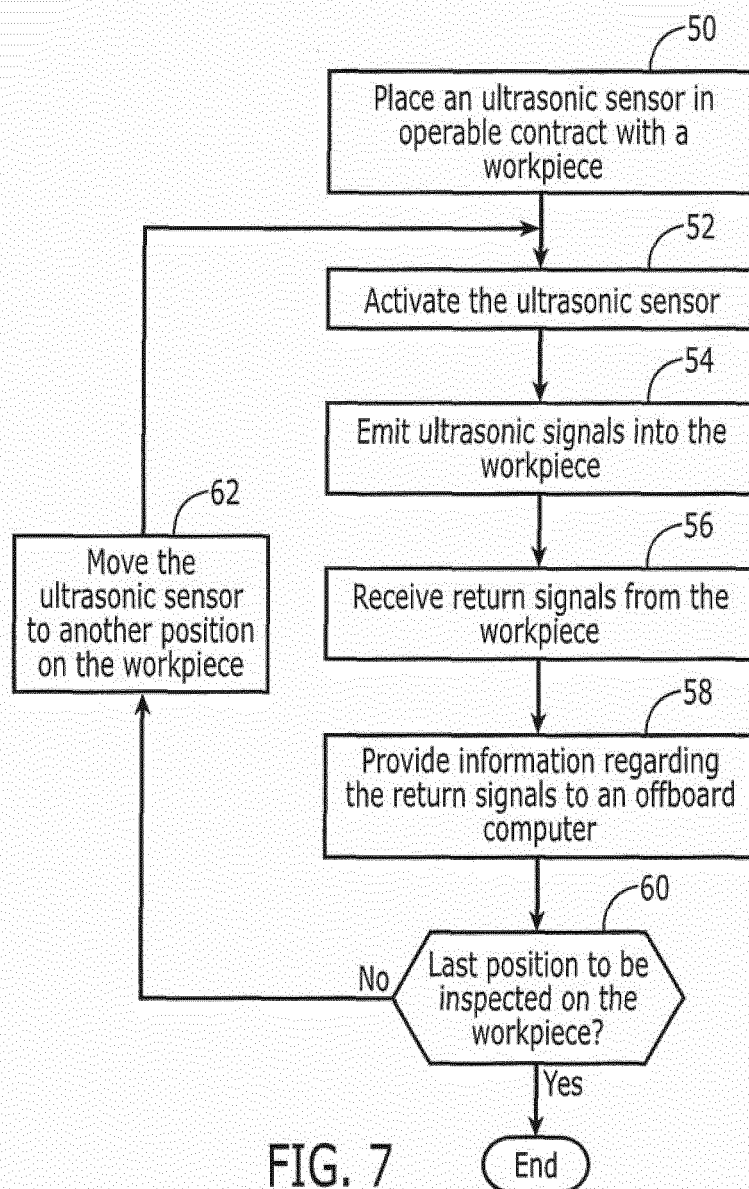 50
Place an ultrasonic sensor in
operable contract with a
workpiece
52
Activate the ultrasonic sensor
54
Emit ultrasonic signals into the
workpiece
62
Move the
ultrasonic sensor
to another position
on the workpiece
56
Receive return signals from the
workpiece
58
Provide information regarding
the return signals to an offboard
computer
60
No
Last position to be
inspected on the
workpiece?
Yes
End
FIG. 7